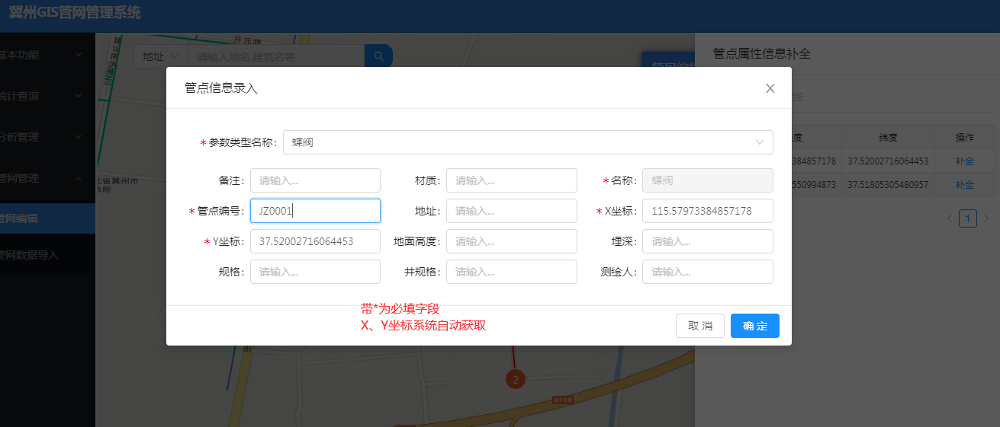 冀州GIS管网管理系统
基本功能
统计查询
分析管理
管网管理
管网编辑
管网数据导入
开元路
地址
请输入地名,建筑名等
管网编辑
管点属性信息补全
线
度 纬度 操作
384857178 37.52002716064453 补全
550994873 37.51805305480957 补全
1
管点信息录入
* 参数类型名称: 蝶阀
备注: 请输入... 材质: 请输入... * 名称: 蝶阀
* 管点编号: JZ0001 地址: 请输入... * X坐标: 115.57973384857178
* Y坐标: 37.52002716064453 地面高度: 请输入... 埋深: 请输入...
规格: 请输入... 井规格: 请输入... 测绘人: 请输入...
带*为必填字段
X、Y坐标系统自动获取
取 消 确 定
北省冀州市
政局
街
2
G108